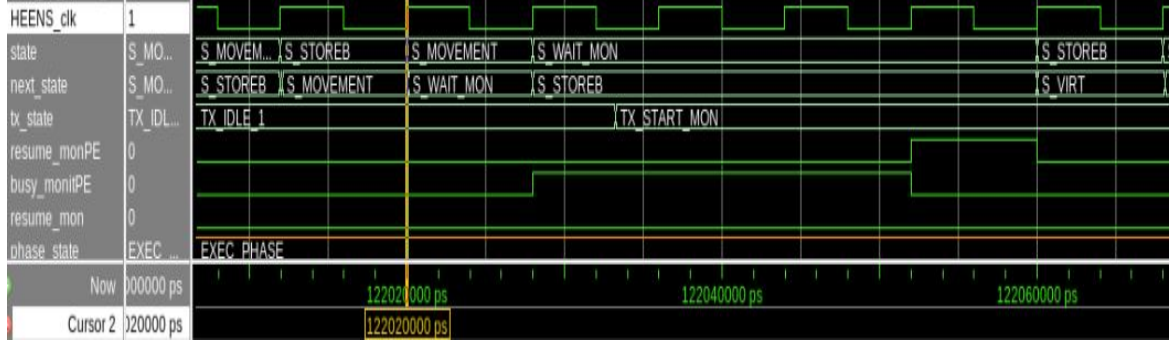 HEENS_clk 1
state S_MO... S_MOVEM... S_STOREB S_MOVEMENT S_WAIT_MON S_STOREB
next_state S_MO... S_STOREB S_MOVEMENT S_WAIT_MON S_STOREB S_VIRT
tx_state TX_IDL... TX_IDLE_1 TX_START_MON
resume_monPE 0
busy_monitPE 0
resume_mon 0
phase_state EXEC_... EXEC_PHASE
Now 000000 ps 122020000 ps 122040000 ps 122060000 ps
Cursor 2 020000 ps 122020000 ps